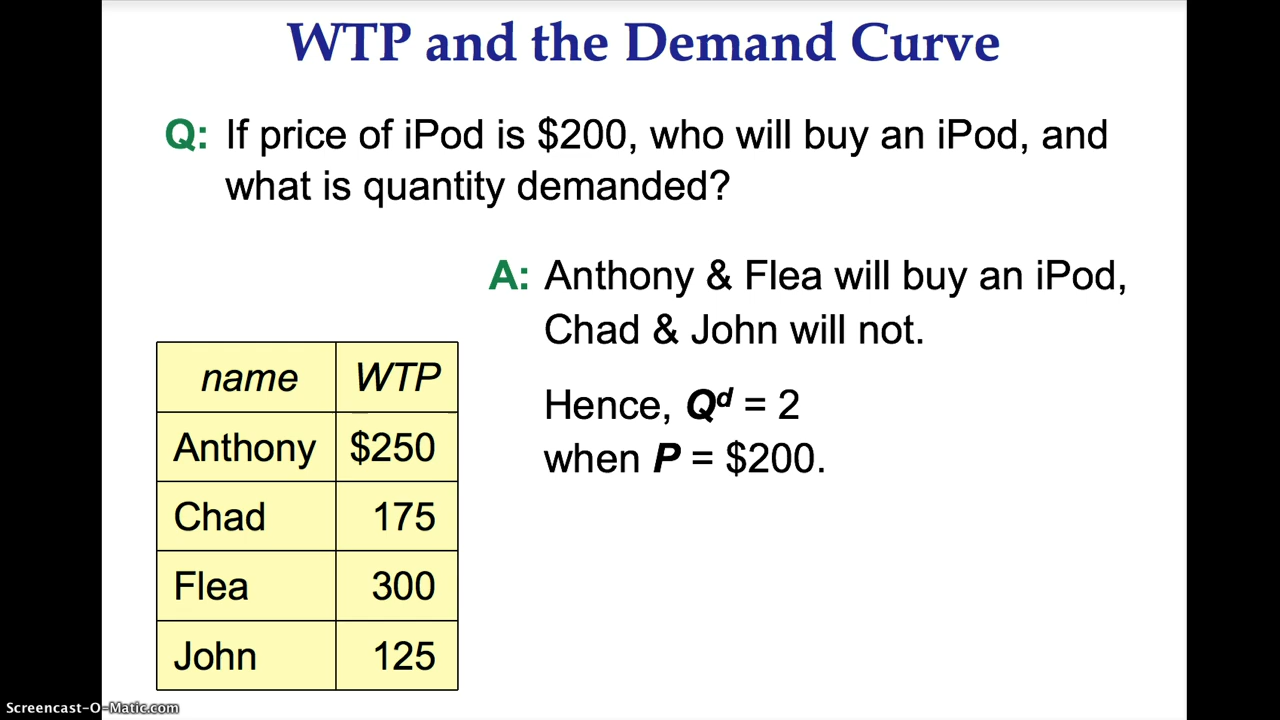 WTP and the Demand Curve
Q: If price of iPod is $200, who will buy an iPod, and
what is quantity demanded?
A: Anthony & Flea will buy an iPod,
Chad & John will not.
Hence, Qᵈ = 2
when P = $200.
name WTP
Anthony $250
Chad 175
Flea 300
John 125
Screencast-O-Matic.com